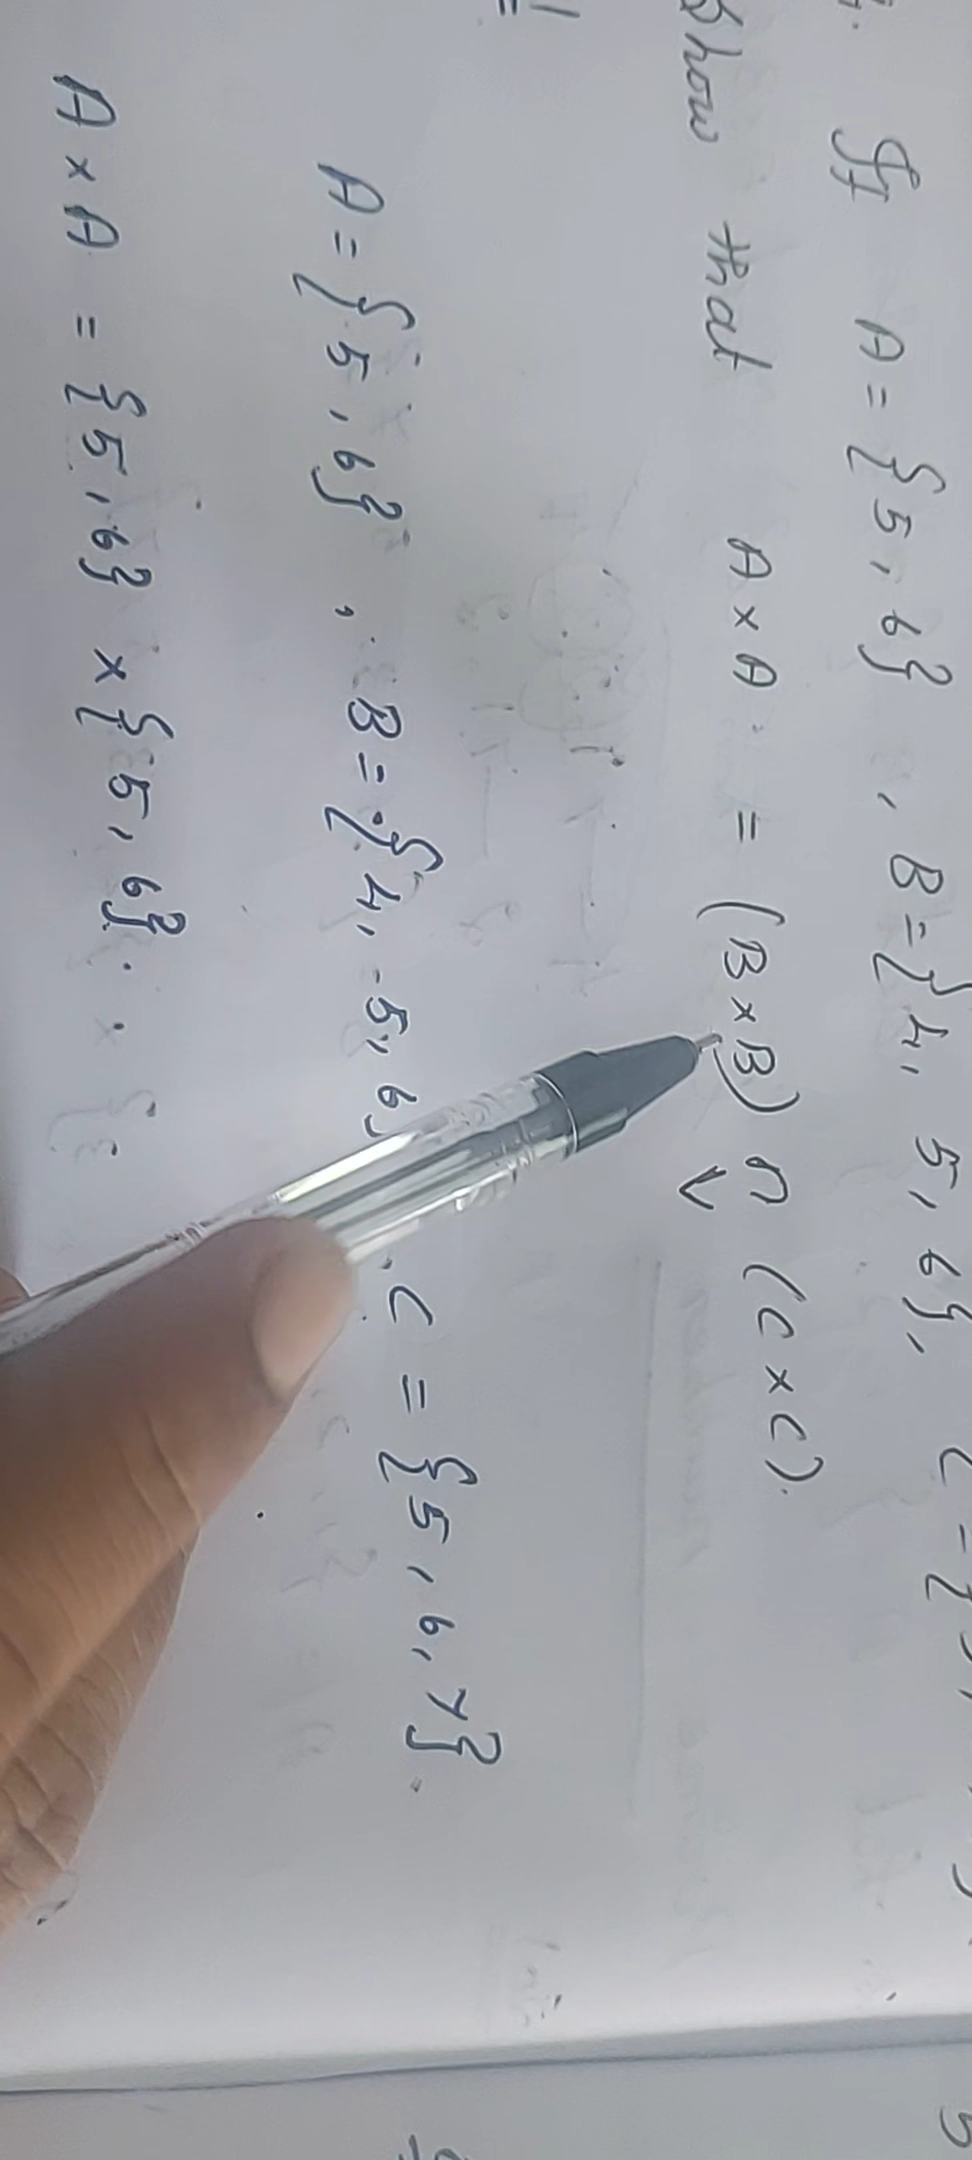 If A = {5, 6} , B = {4, 5, 6}, C =
Show that A × A = (B × B) ∩ (C × C).
A = {5, 6} , B = {4, 5, 6 C = {5, 6, 7}.
A × A = {5, 6} × {5, 6}